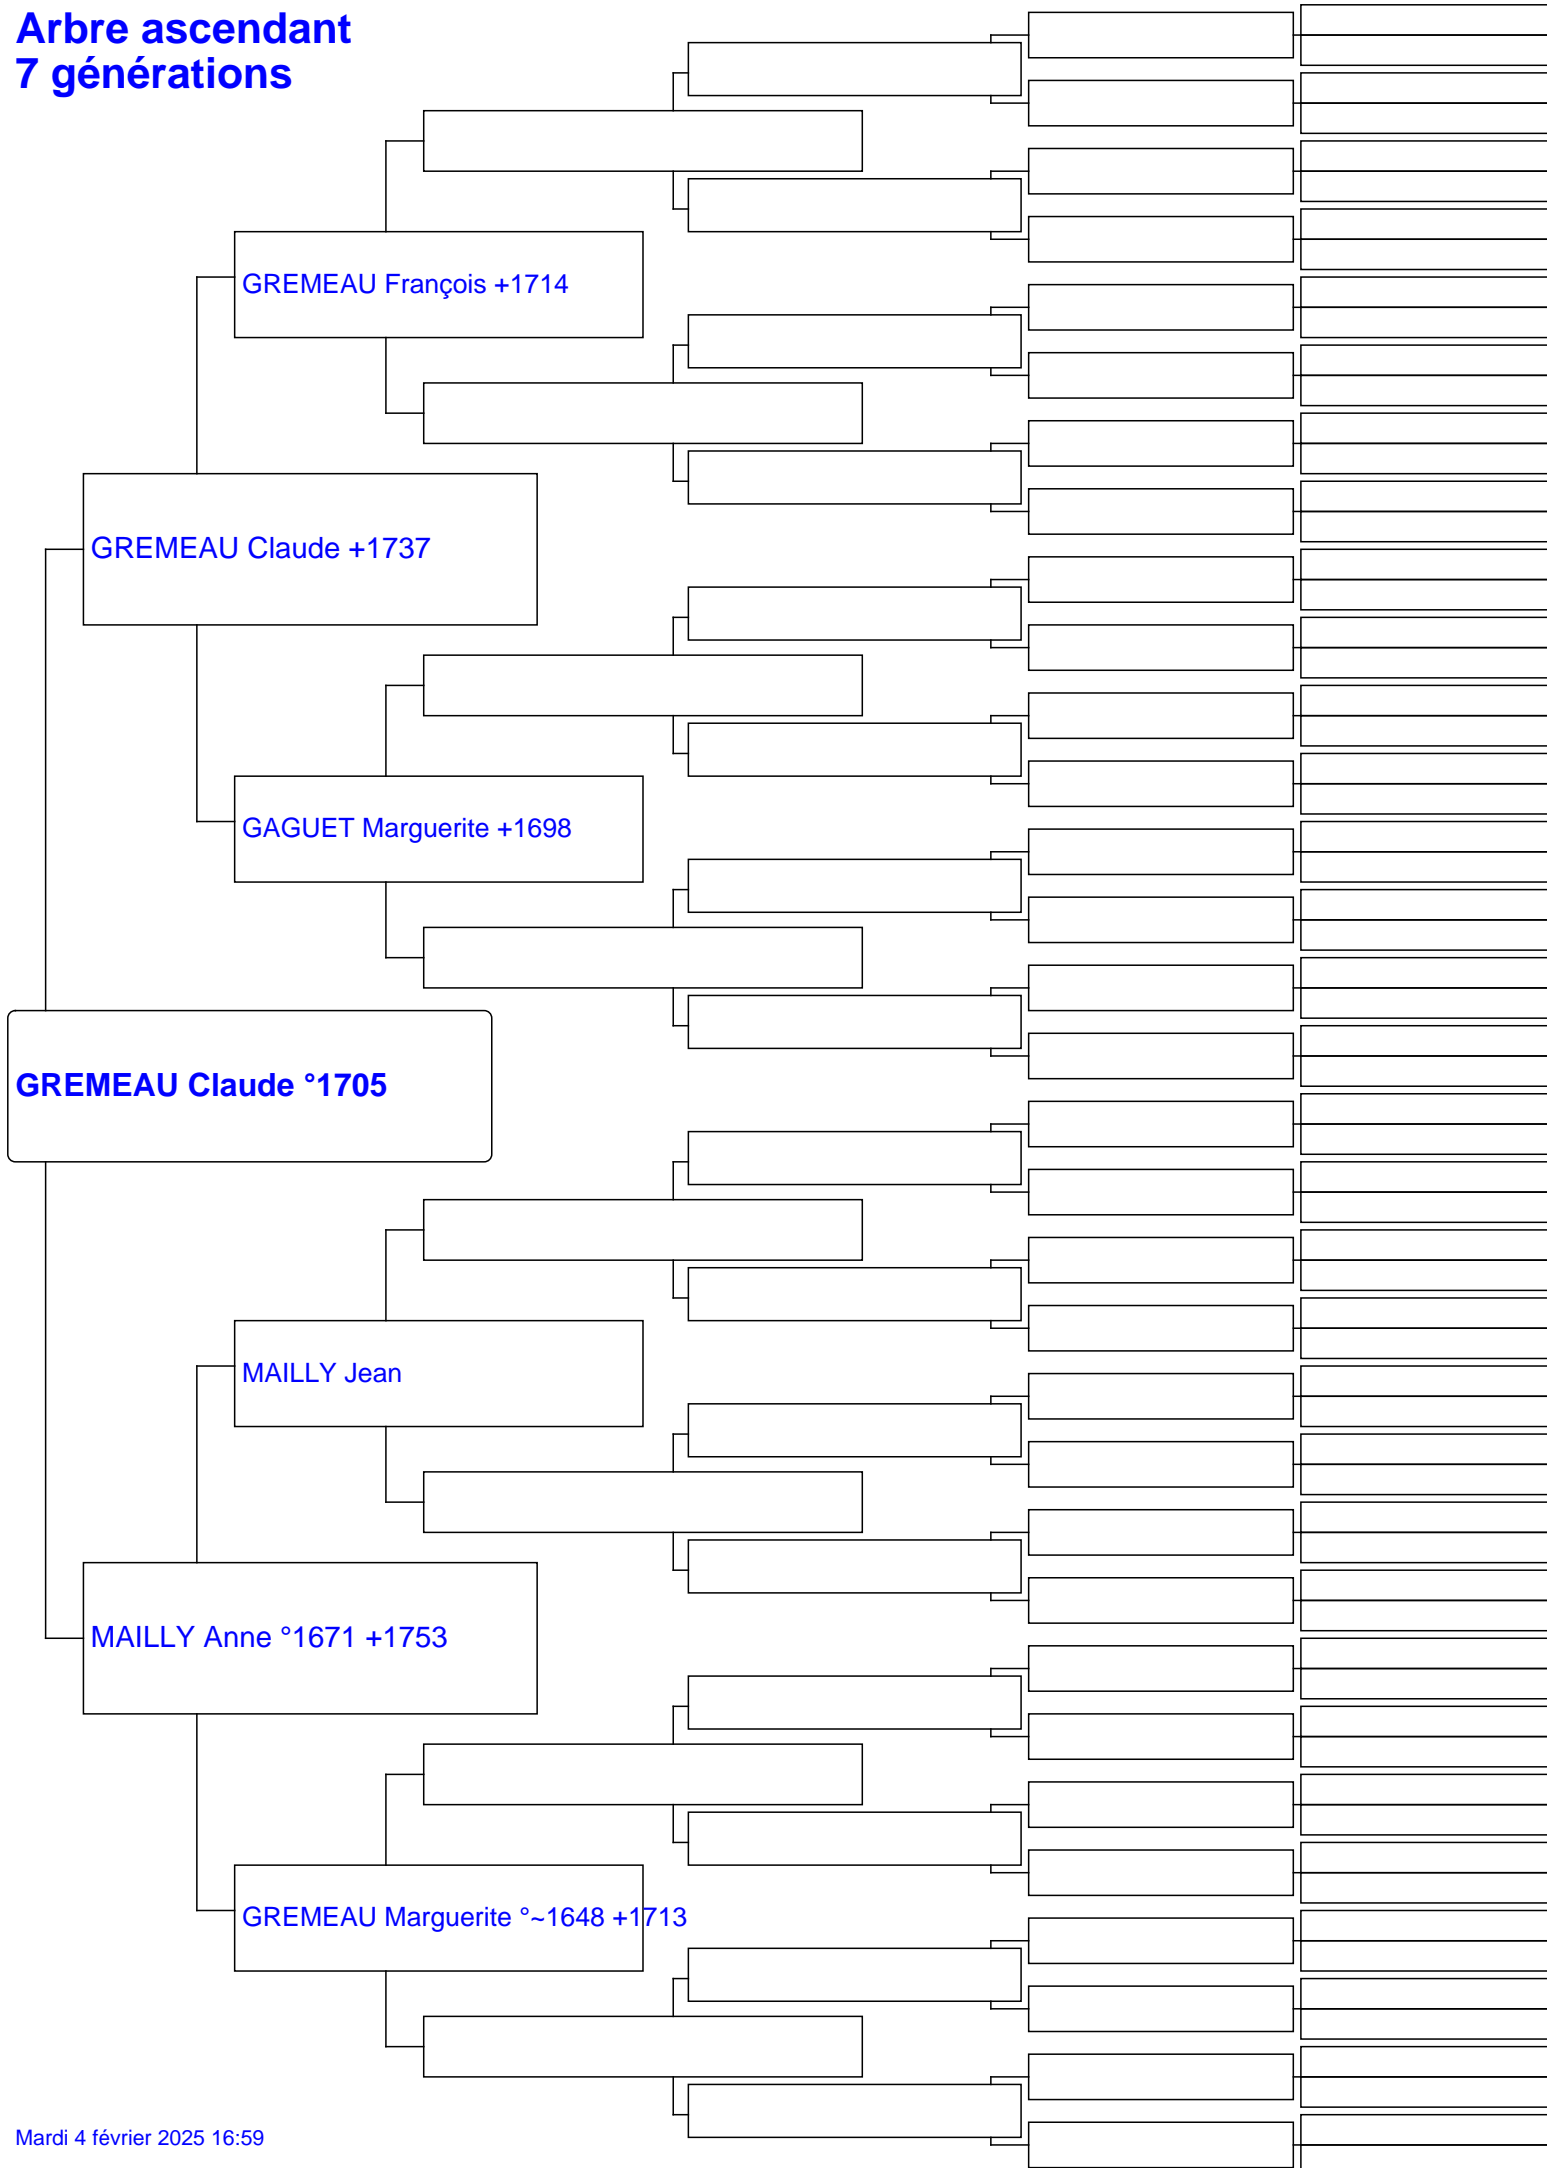 Arbre ascendant
7 générations
GREMEAU François +1714
GREMEAU Claude +1737
GAGUET Marguerite +1698
GREMEAU Claude °1705
MAILLY Jean
MAILLY Anne °1671 +1753
GREMEAU Marguerite °~1648 +1713
Mardi 4 février 2025 16:59